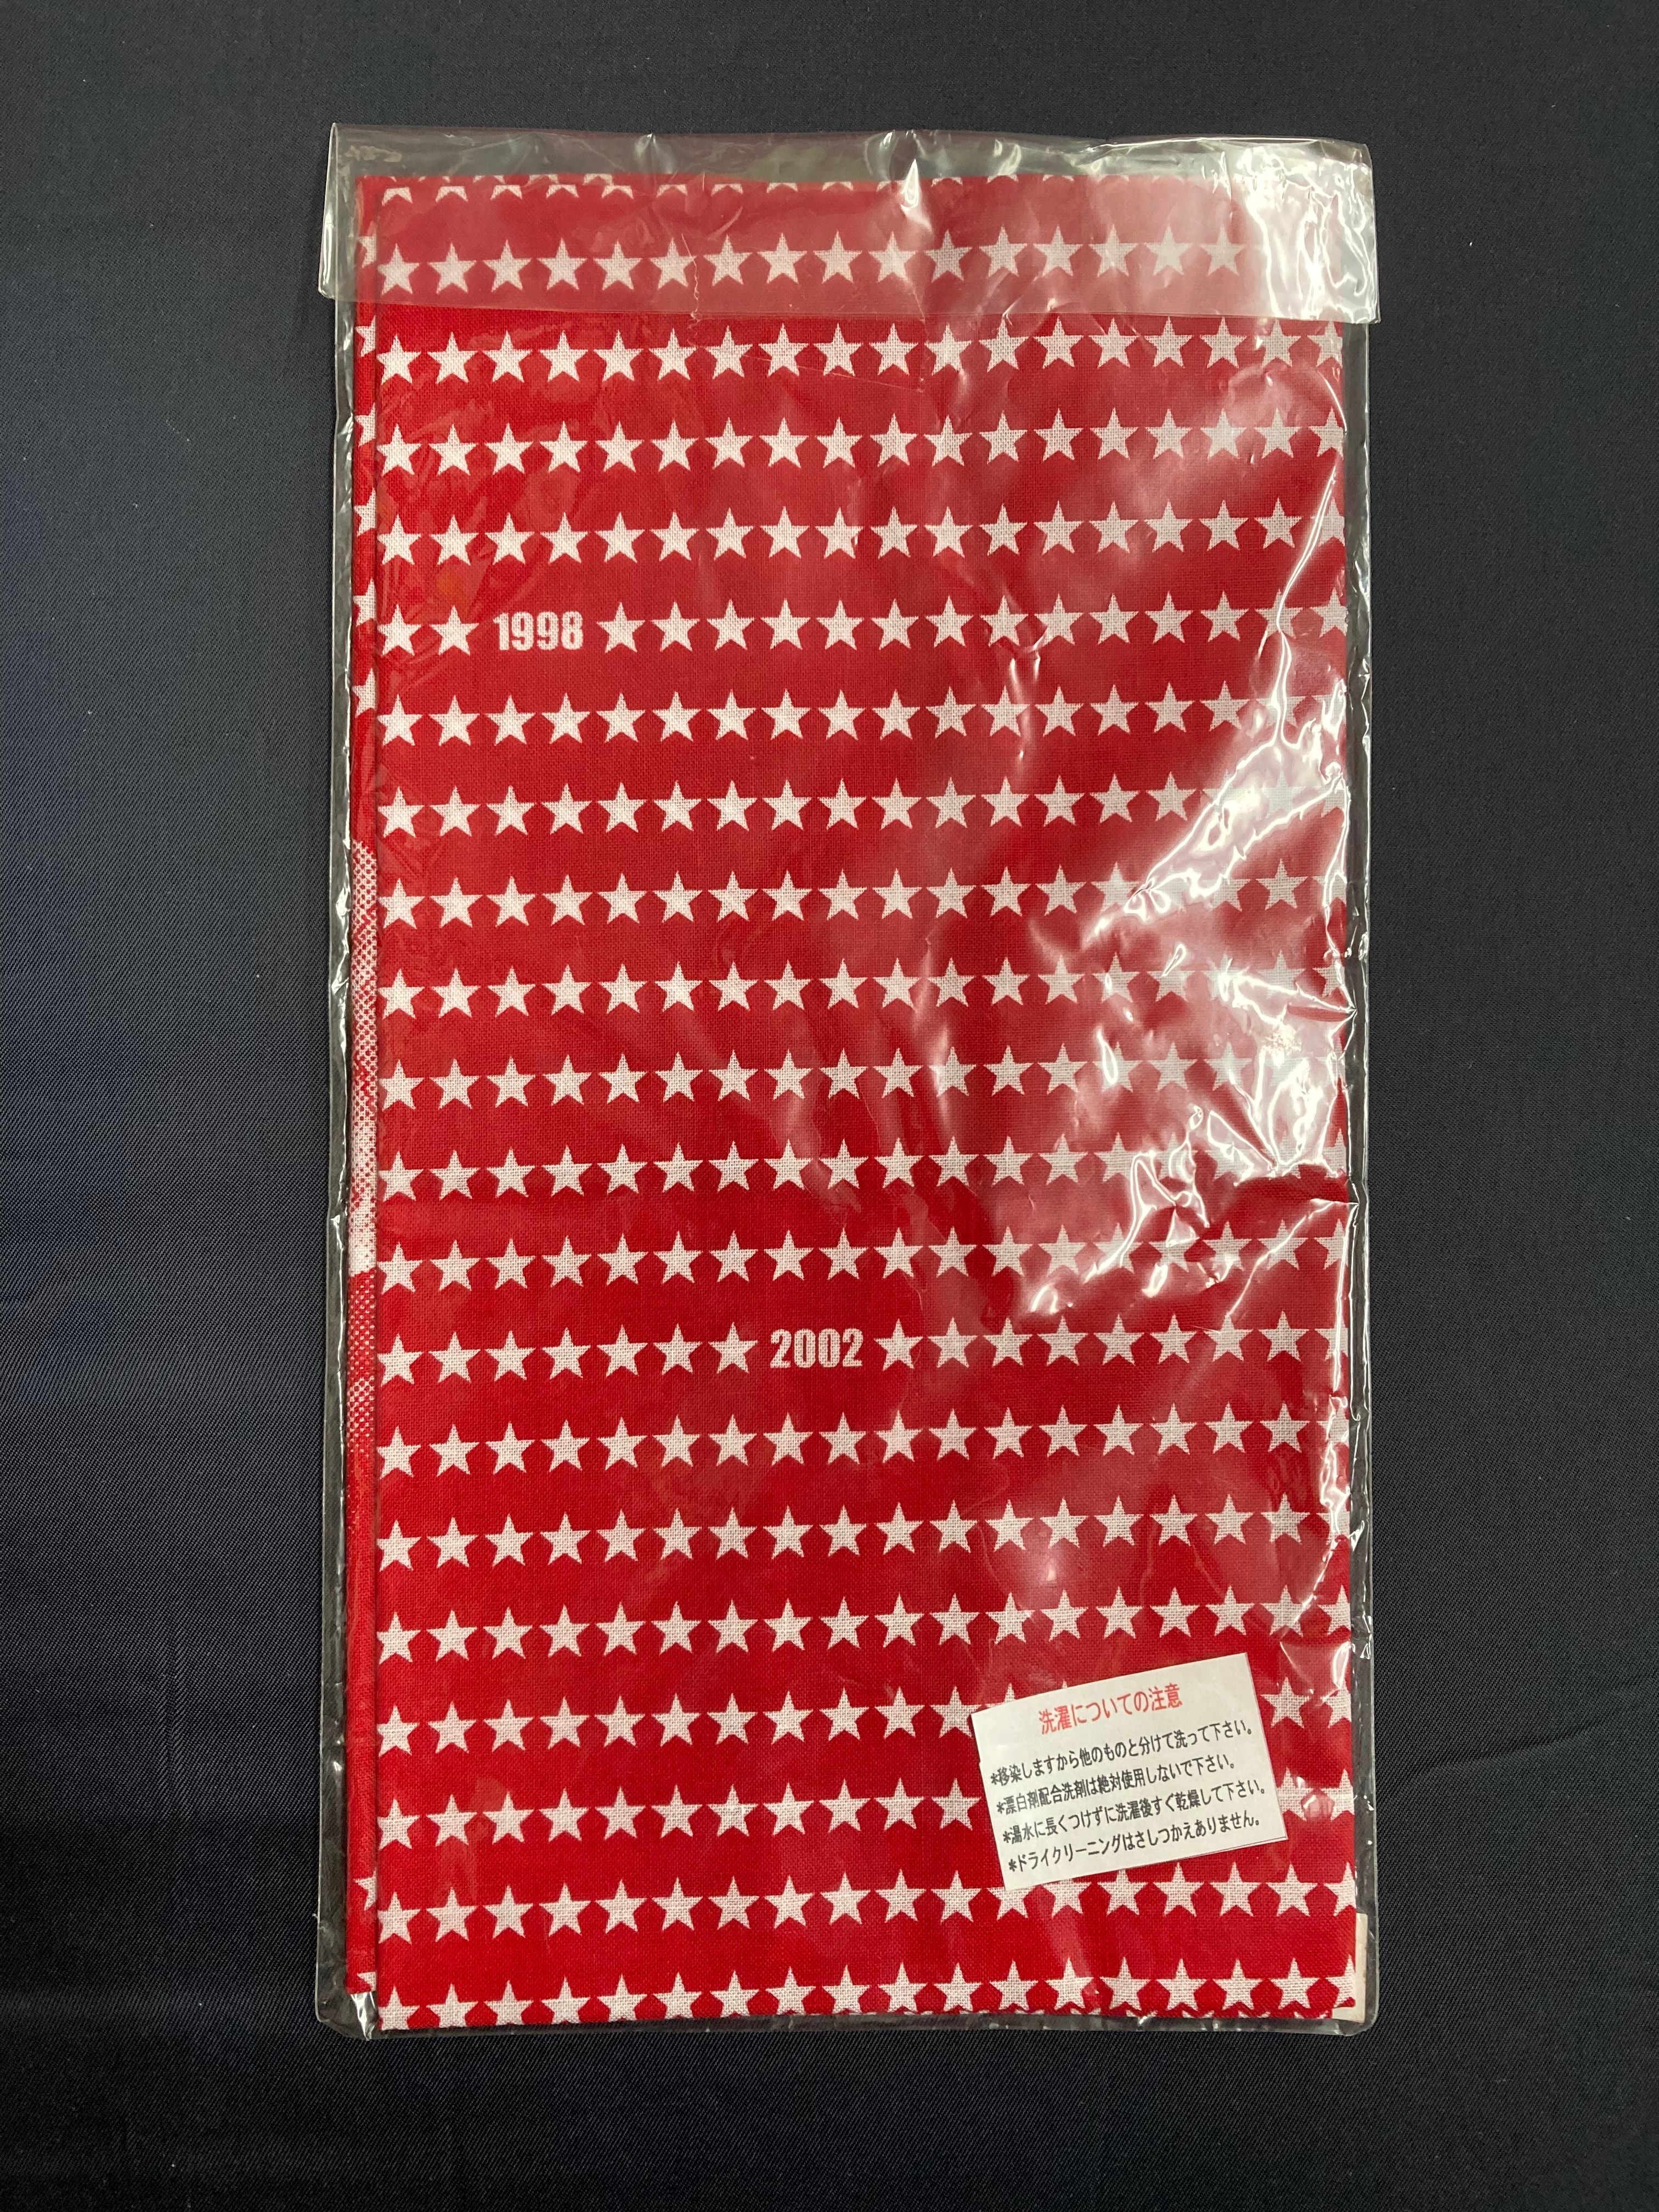 1998
2002
洗濯についての注意
*移染しますから他のものと分けて洗って下さい。
*漂白剤配合洗剤は絶対使用しないで下さい。
*湯水に長くつけずに洗濯後すぐ乾燥して下さい。
*ドライクリーニングはさしつかえありません。